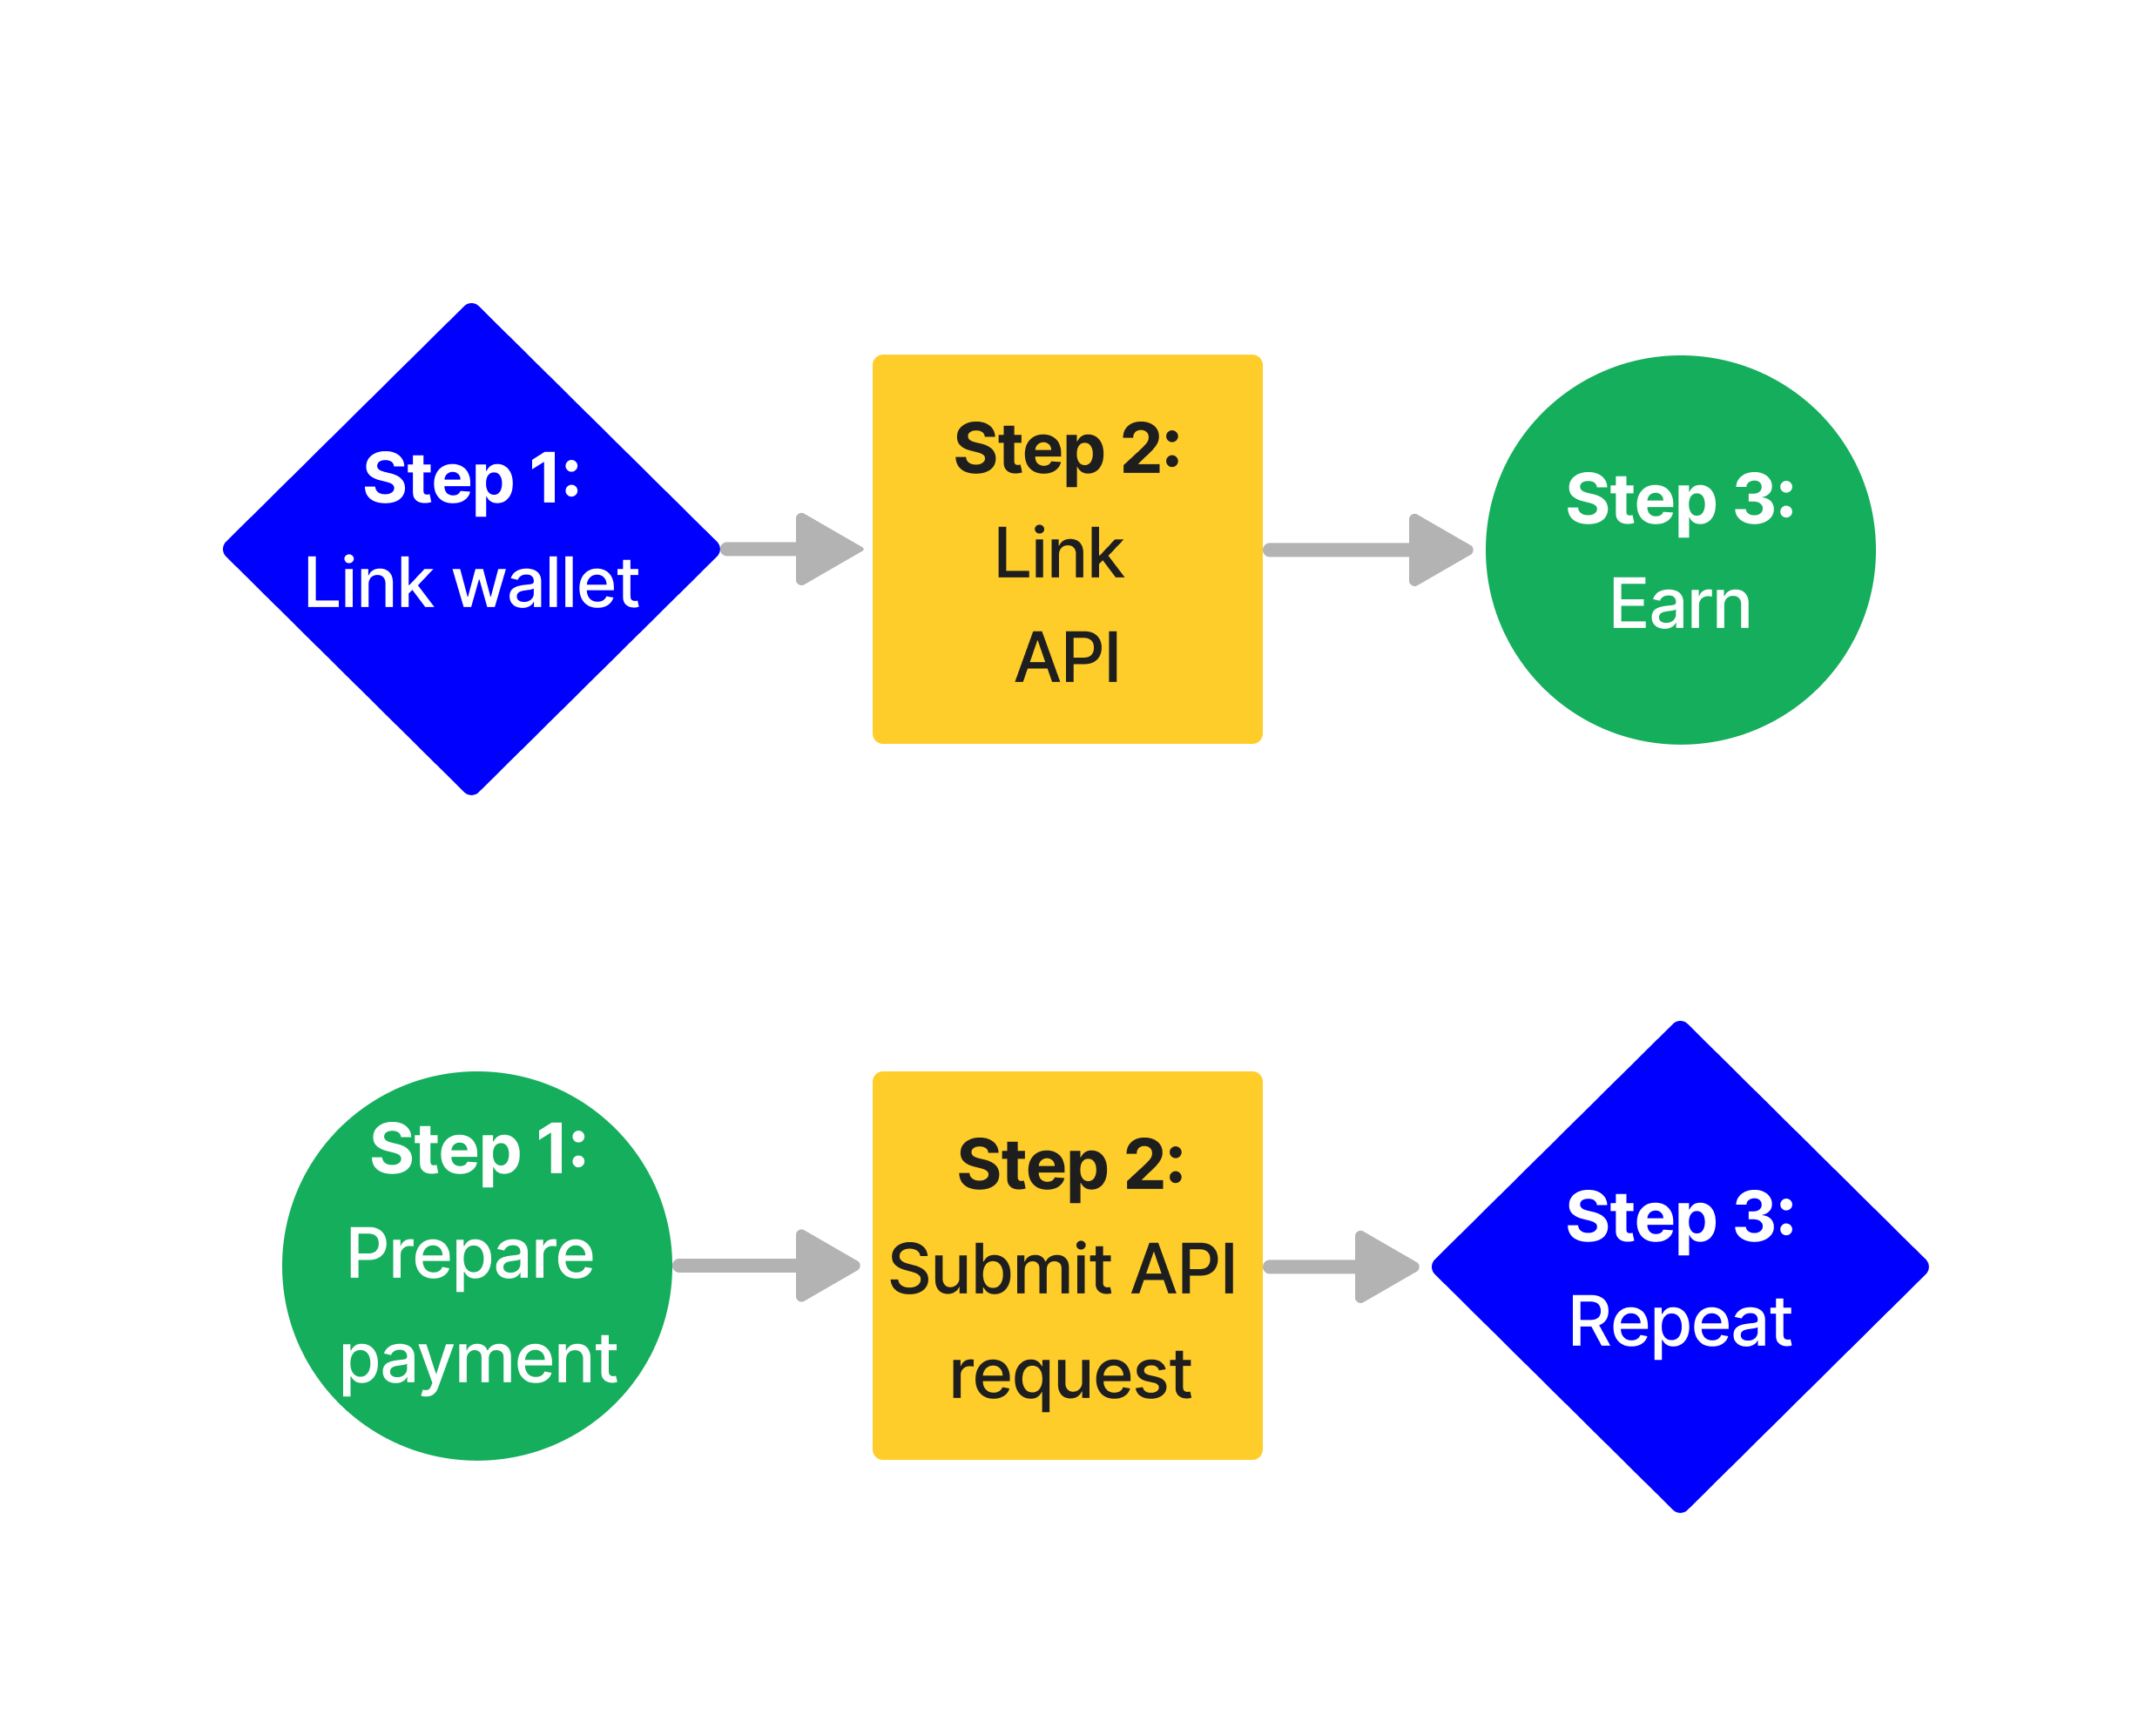 Step 1:
Link wallet
Step 2:
Link
API
Step 3:
Earn
Step 1:
Prepare
payment
Step 2:
Submit API
request
Step 3:
Repeat